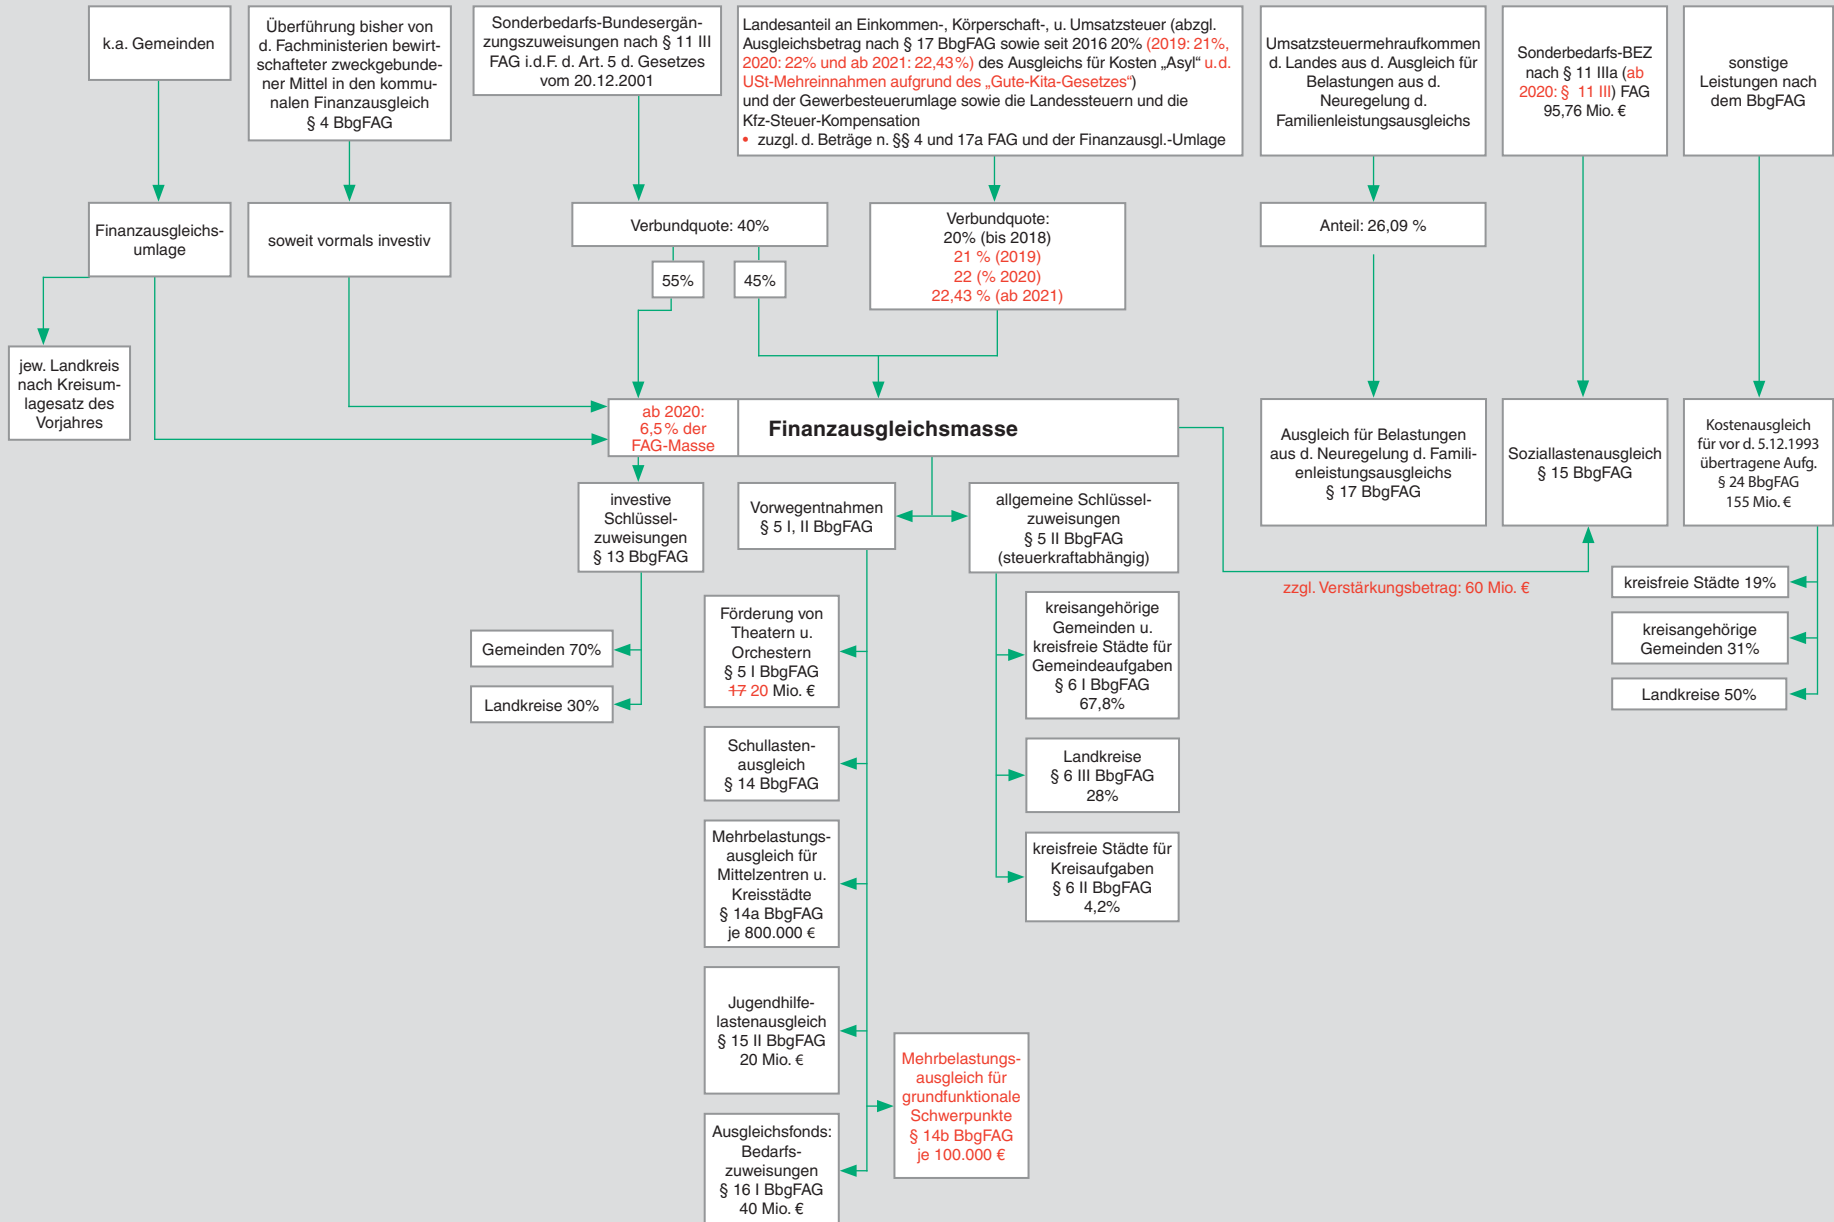 k.a. Gemeinden
Überführung bisher von
d. Fachministerien bewirt-
schafteter zweckgebunde-
ner Mittel in den kommu-
nalen Finanzausgleich
§ 4 BbgFAG
Sonderbedarfs-Bundesergän-
zungszuweisungen nach § 11 III
FAG i.d.F. d. Art. 5 d. Gesetzes
vom 20.12.2001
Landesanteil an Einkommen-, Körperschaft-, u. Umsatzsteuer (abzgl.
Ausgleichsbetrag nach § 17 BbgFAG sowie seit 2016 20% (2019: 21%,
2020: 22% und ab 2021: 22,43%) des Ausgleichs für Kosten „Asyl“ u.d.
USt-Mehreinnahmen aufgrund des „Gute-Kita-Gesetzes“)
und der Gewerbesteuerumlage sowie die Landessteuern und die
Kfz-Steuer-Kompensation
• zuzgl. d. Beträge n. §§ 4 und 17a FAG und der Finanzausgl.-Umlage
Umsatzsteuermehraufkommen
d. Landes aus d. Ausgleich für
Belastungen aus d.
Neuregelung d.
Familienleistungsausgleichs
Sonderbedarfs-BEZ
nach § 11 IIIa (ab
2020: § 11 III) FAG
95,76 Mio. €
sonstige
Leistungen nach
dem BbgFAG
Finanzausgleichs-
umlage
soweit vormals investiv
Verbundquote: 40%
Verbundquote:
20% (bis 2018)
21 % (2019)
22 (% 2020)
22,43 % (ab 2021)
Anteil: 26,09 %
55%
45%
jew. Landkreis
nach Kreisum-
lagesatz des
Vorjahres
ab 2020:
6,5% der
FAG-Masse
Finanzausgleichsmasse
Ausgleich für Belastungen
aus d. Neuregelung d. Famili-
enleistungsausgleichs
§ 17 BbgFAG
Soziallastenausgleich
§ 15 BbgFAG
Kostenausgleich
für vor d. 5.12.1993
übertragene Aufg.
§ 24 BbgFAG
155 Mio. €
investive
Schlüssel-
zuweisungen
§ 13 BbgFAG
Vorwegentnahmen
§ 5 I, II BbgFAG
allgemeine Schlüssel-
zuweisungen
§ 5 II BbgFAG
(steuerkraftabhängig)
zzgl. Verstärkungsbetrag: 60 Mio. €
kreisfreie Städte 19%
kreisangehörige
Gemeinden 31%
Landkreise 50%
Gemeinden 70%
Landkreise 30%
Förderung von
Theatern u.
Orchestern
§ 5 I BbgFAG
17 20 Mio. €
kreisangehörige
Gemeinden u.
kreisfreie Städte für
Gemeindeaufgaben
§ 6 I BbgFAG
67,8%
Schullasten-
ausgleich
§ 14 BbgFAG
Landkreise
§ 6 III BbgFAG
28%
Mehrbelastungs-
ausgleich für
Mittelzentren u.
Kreisstädte
§ 14a BbgFAG
je 800.000 €
kreisfreie Städte für
Kreisaufgaben
§ 6 II BbgFAG
4,2%
Jugendhilfe-
lastenausgleich
§ 15 II BbgFAG
20 Mio. €
Mehrbelastungs-
ausgleich für
grundfunktionale
Schwerpunkte
§ 14b BbgFAG
je 100.000 €
Ausgleichsfonds:
Bedarfs-
zuweisungen
§ 16 I BbgFAG
40 Mio. €